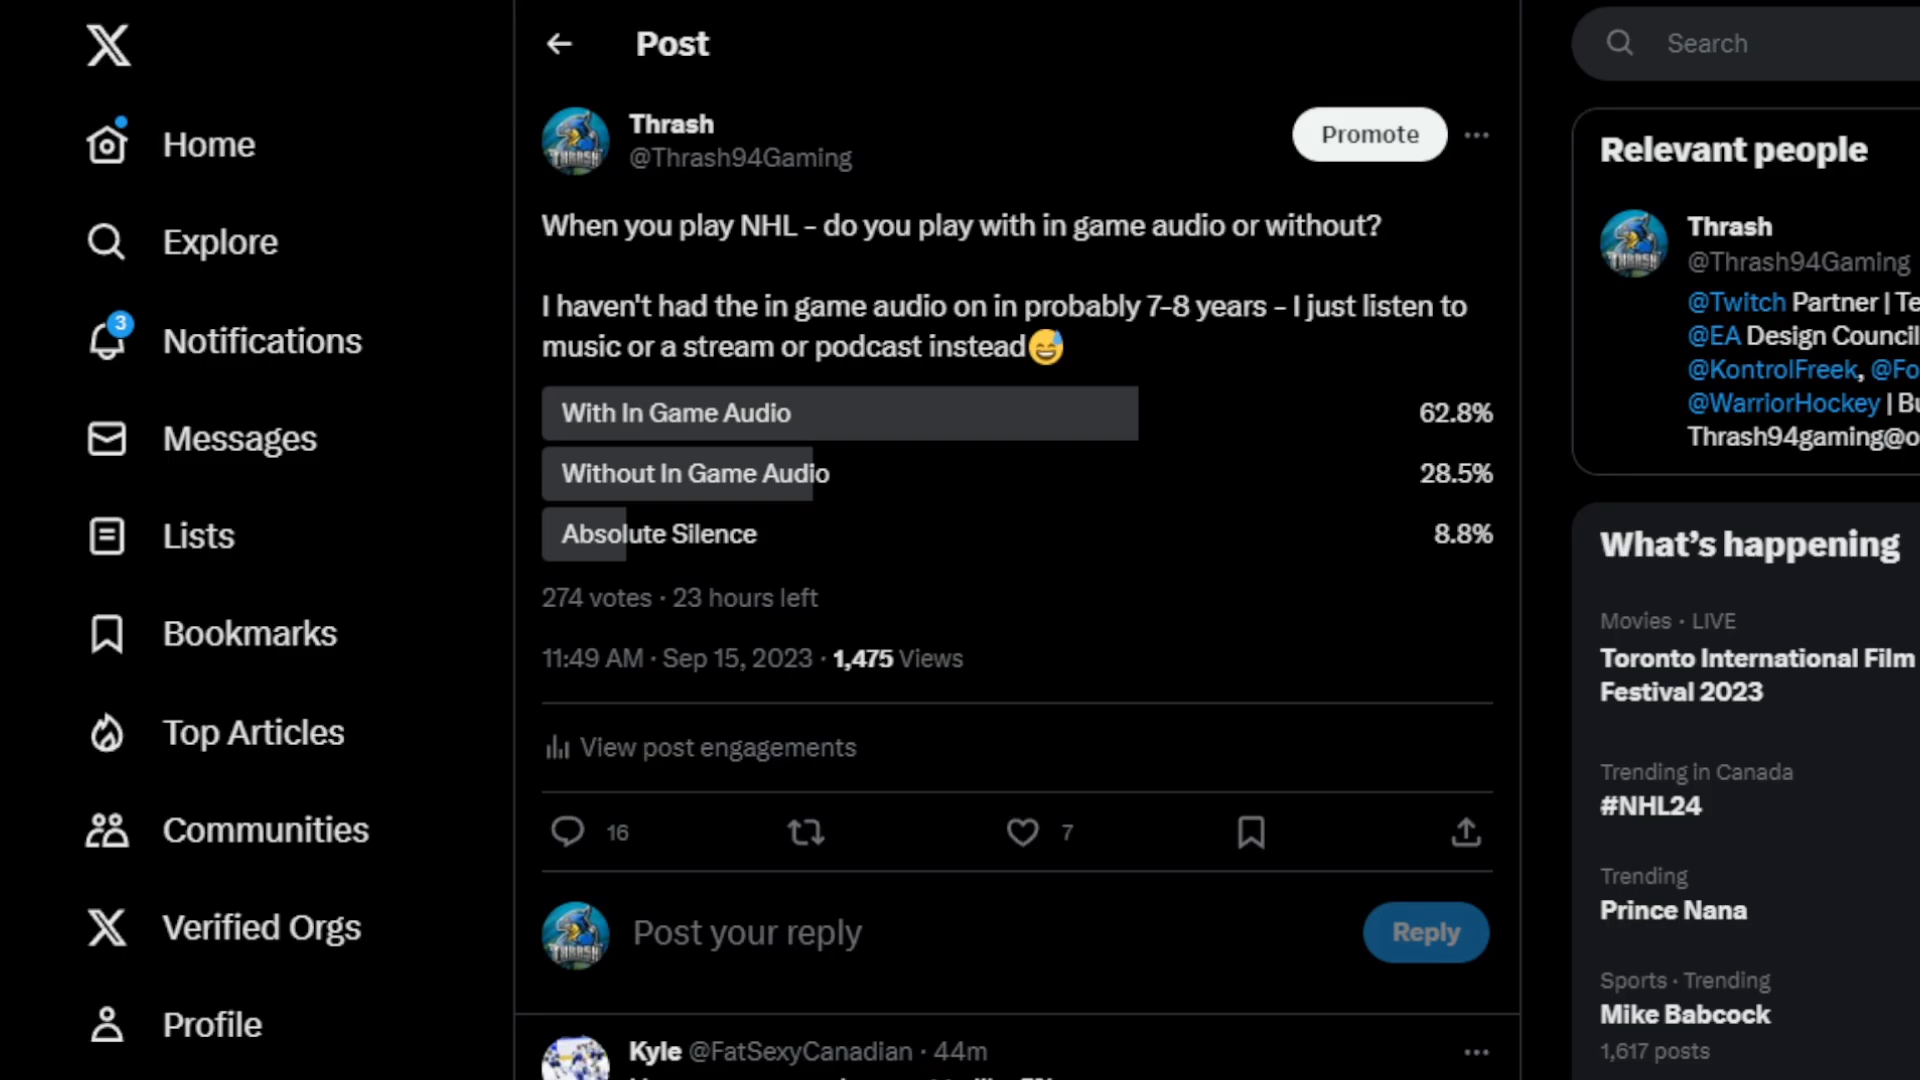 Home
Explore
3
Notifications
Messages
Lists
Bookmarks
Top Articles
Communities
Verified Orgs
Profile
Post
Thrash
@Thrash94Gaming
Promote
When you play NHL – do you play with in game audio or without?
I haven't had the in game audio on in probably 7-8 years – I just listen to
music or a stream or podcast instead😅
With In Game Audio 62.8%
Without In Game Audio 28.5%
Absolute Silence 8.8%
274 votes · 23 hours left
11:49 AM · Sep 15, 2023 · 1,475 Views
View post engagements
16 7
Post your reply
Reply
Kyle @FatSexyCanadian · 44m
Search
Relevant people
Thrash
@Thrash94Gaming
@Twitch Partner | Te
@EA Design Council
@KontrolFreek, @Fo
@WarriorHockey | Bu
Thrash94gaming@o
What's happening
Movies · LIVE
Toronto International Film
Festival 2023
Trending in Canada
#NHL24
Trending
Prince Nana
Sports · Trending
Mike Babcock
1,617 posts